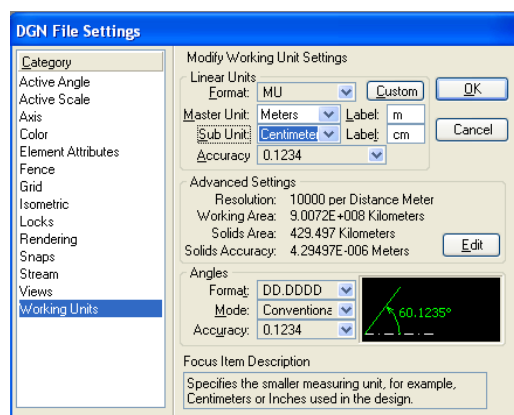 DGN File Settings
Category
Active Angle
Active Scale
Axis
Color
Element Attributes
Fence
Grid
Isometric
Locks
Rendering
Snaps
Stream
Views
Working Units
Modify Working Unit Settings
Linear Units
Format: MU Custom
Master Unit: Meters Label: m
Sub Unit: Centimete Label: cm
Accuracy 0.1234
Advanced Settings
Resolution: 10000 per Distance Meter
Working Area: 9.0072E+008 Kilometers
Solids Area: 429.497 Kilometers
Solids Accuracy: 4.29497E-006 Meters
Edit
Angles
Format: DD.DDDD
Mode: Conventiona
Accuracy: 0.1234
60.1235°
Focus Item Description
Specifies the smaller measuring unit, for example,
Centimeters or Inches used in the design.
OK
Cancel